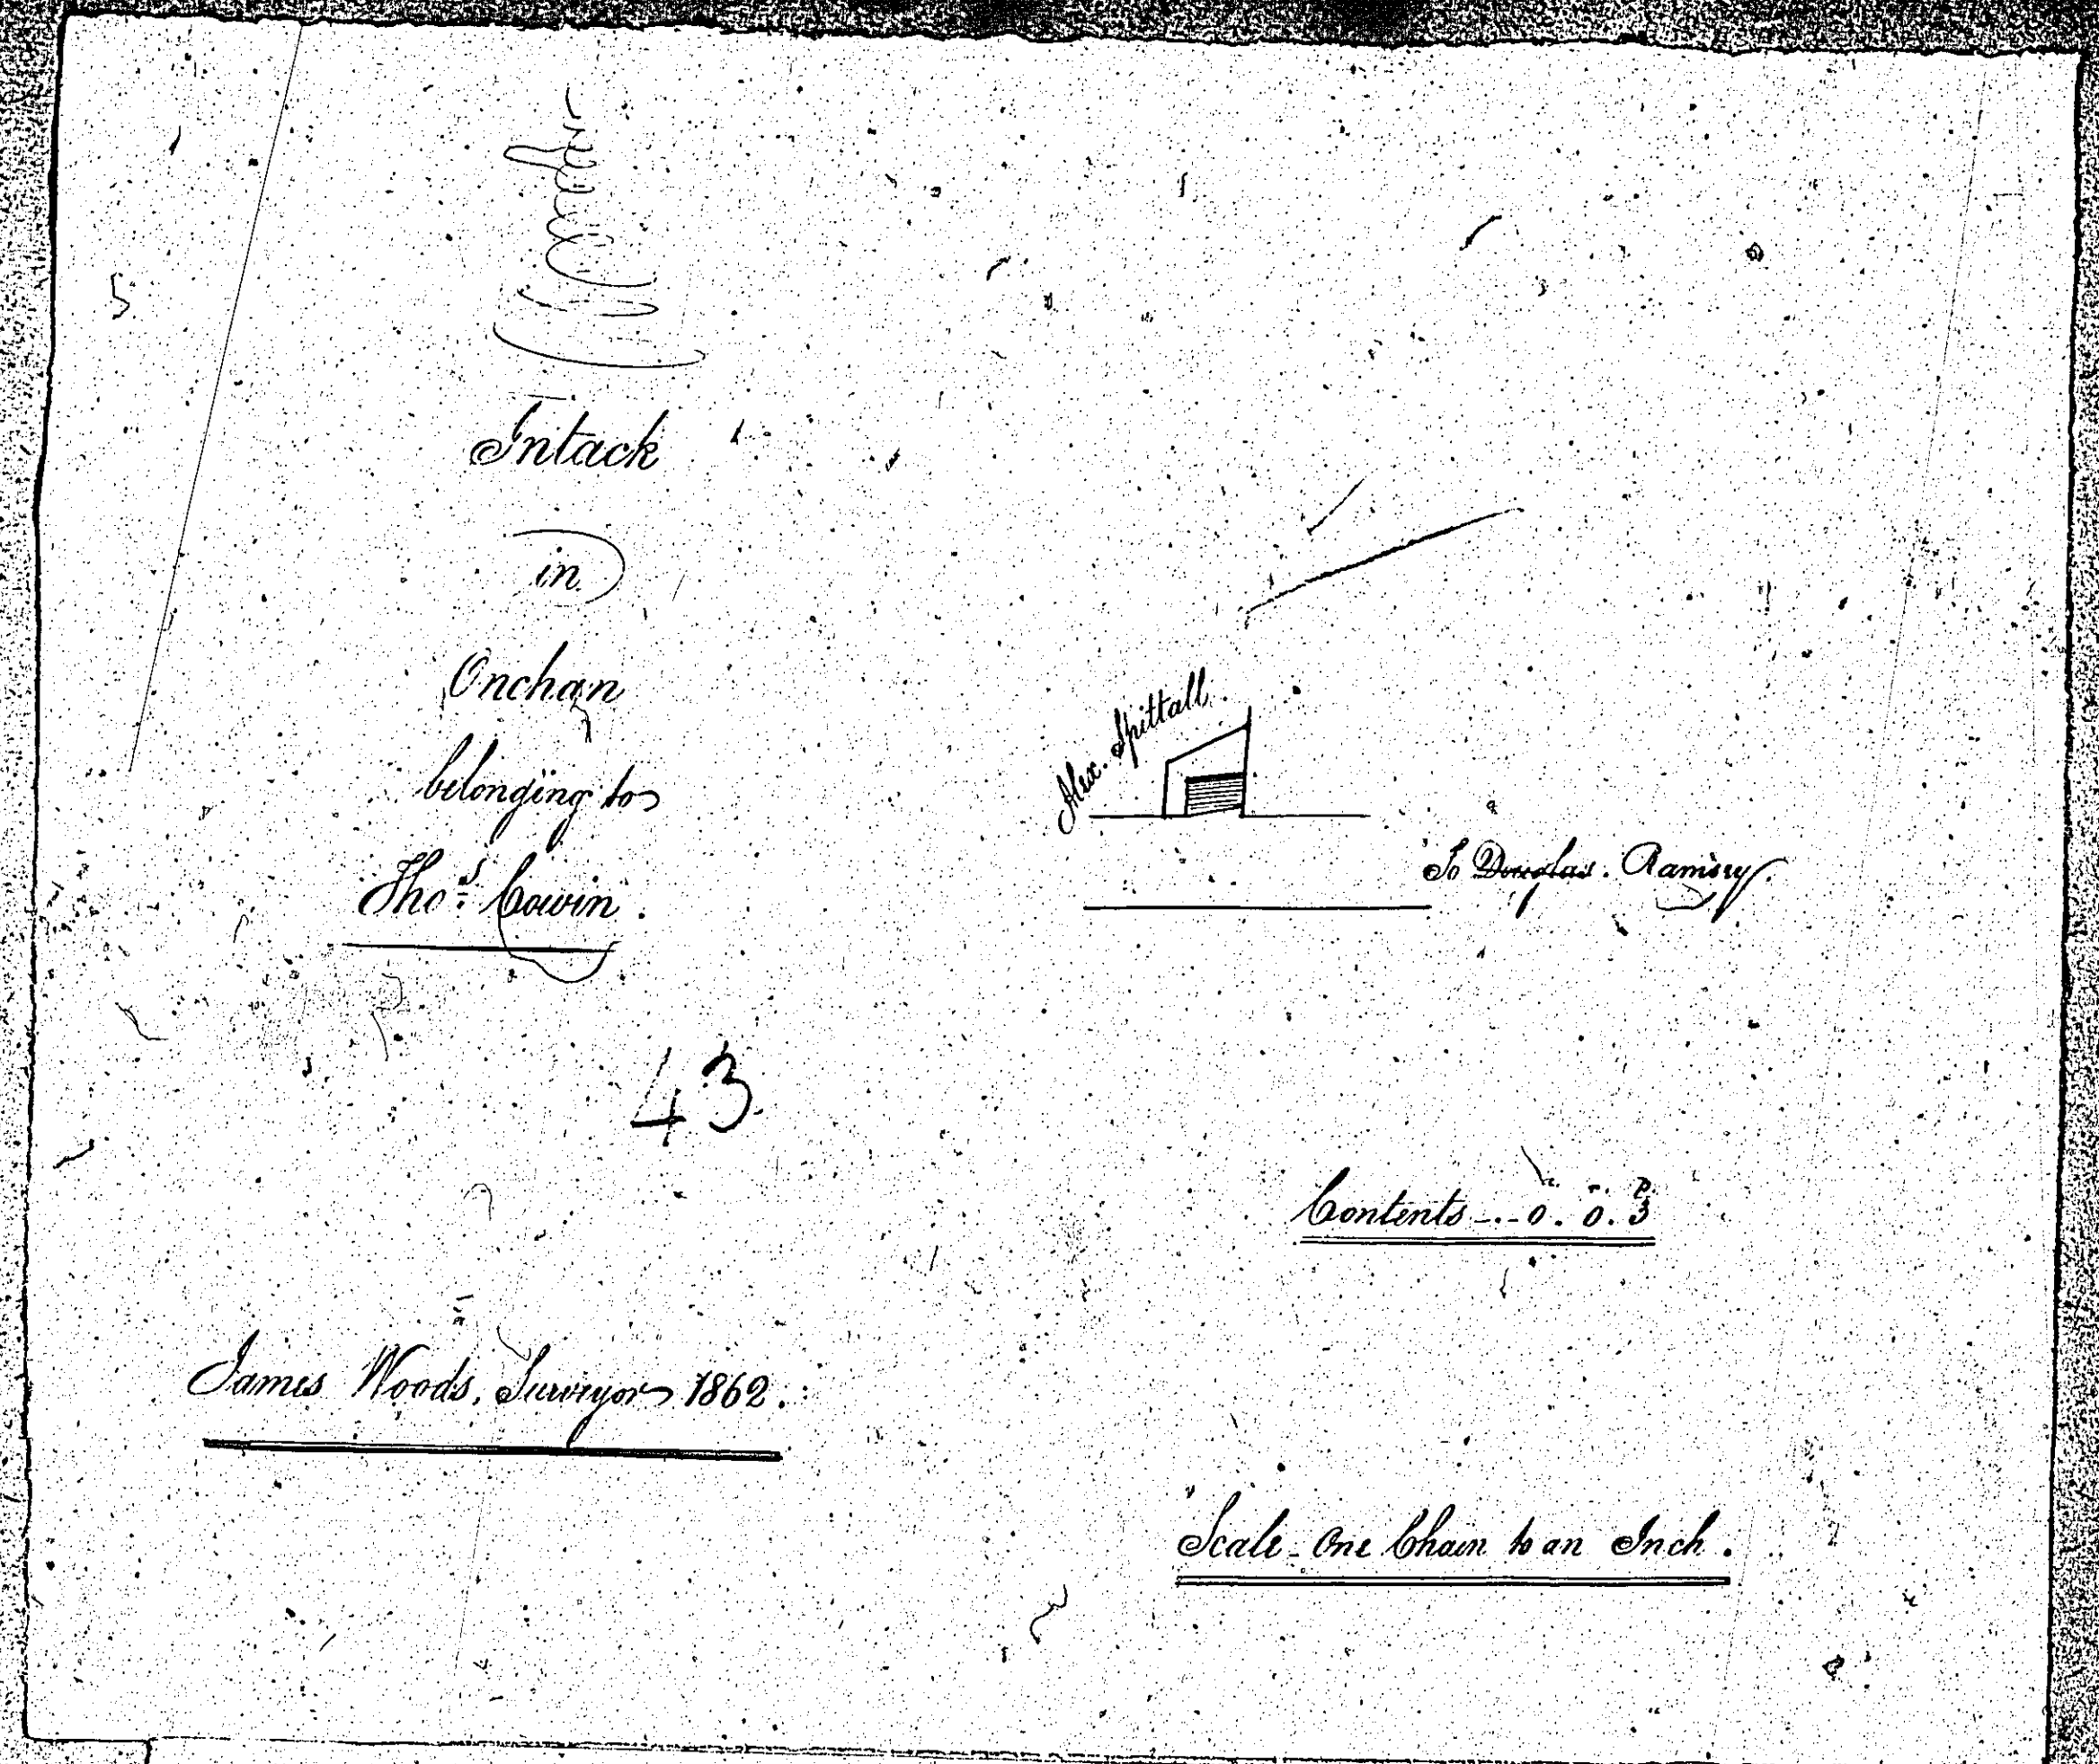 Intack
in
Onchan
belonging to
Thos. Cowin.
Alex. Spittall.
To Douglas. Ramsey.
43
Contents - . - 0. 0. 3
a. r. p.
James Woods. Surveyor 1862.
Scale - One Chain to an Inch.